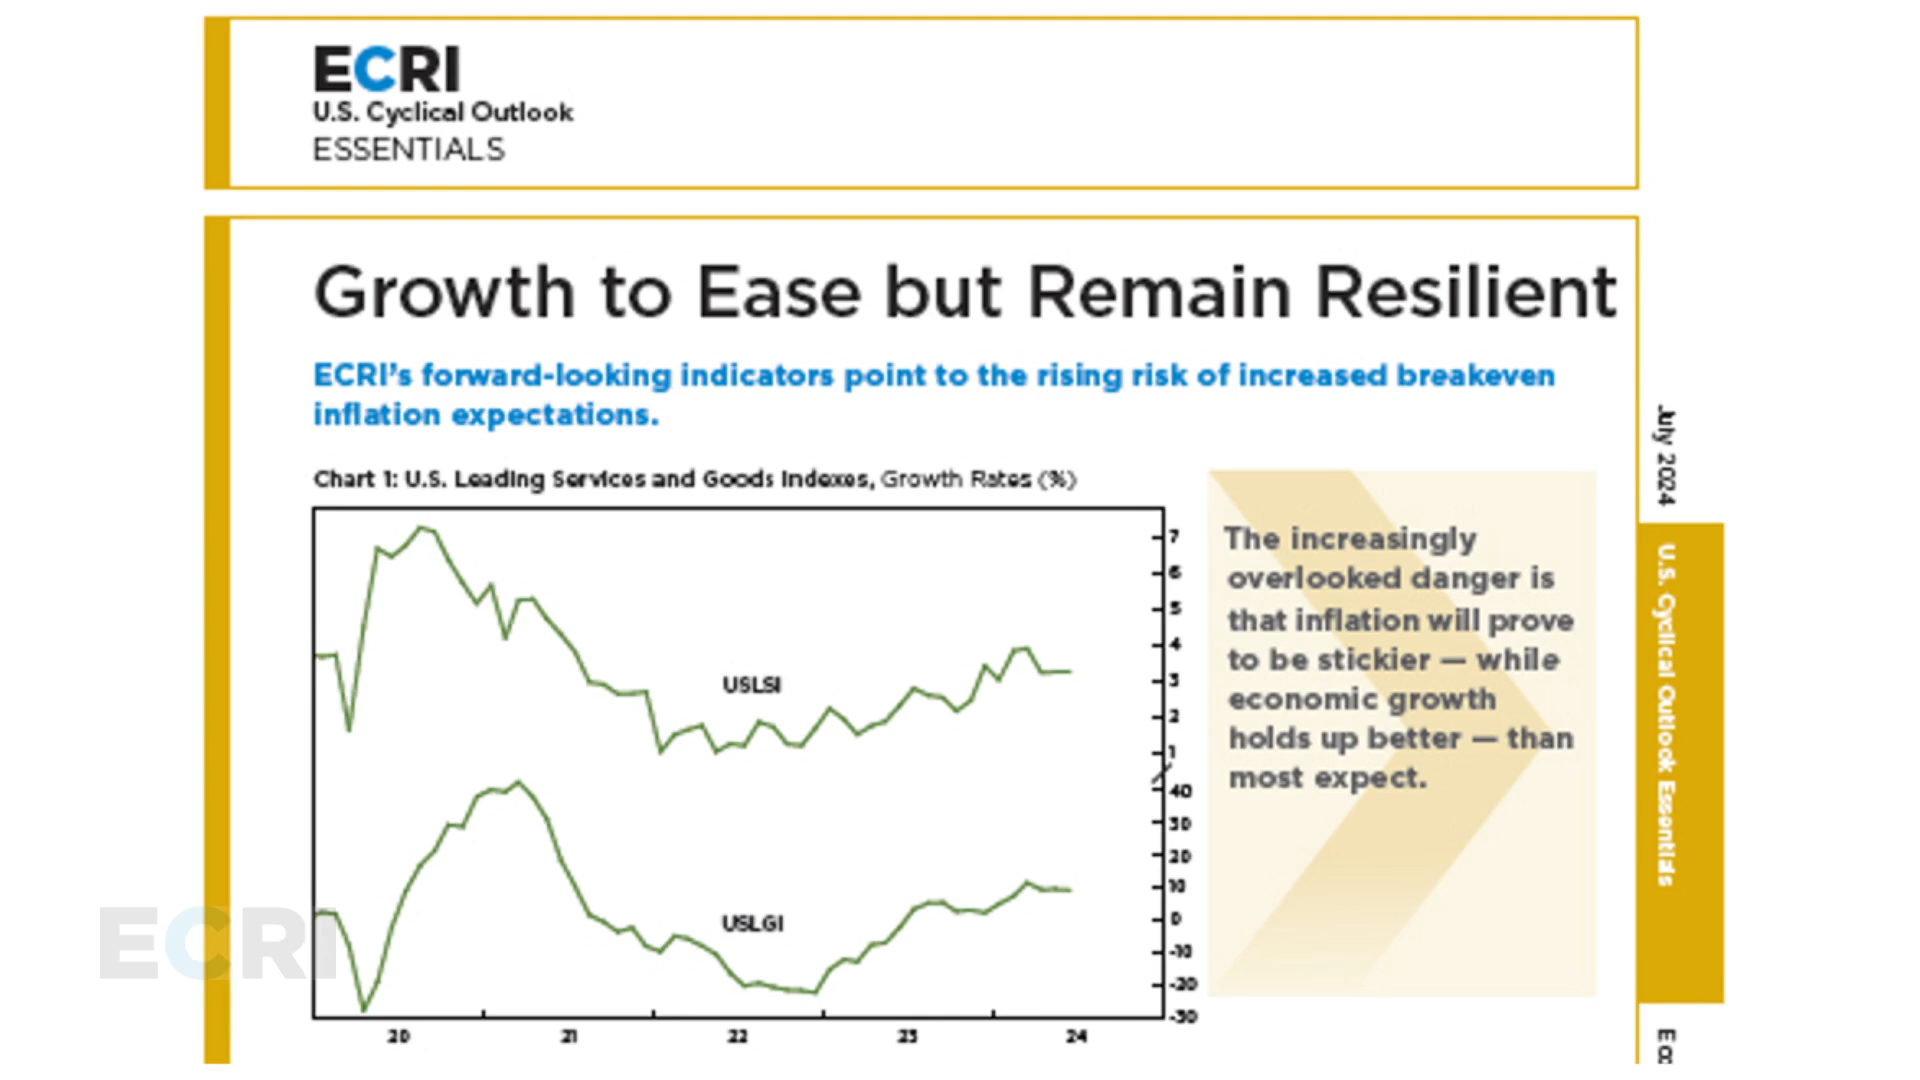 ECRI
U.S. Cyclical Outlook
ESSENTIALS
Growth to Ease but Remain Resilient
ECRI's forward-looking indicators point to the rising risk of increased breakeven
inflation expectations.
Chart 1: U.S. Leading Services and Goods Indexes, Growth Rates (%)
7
6
5
4
3
2
1
40
30
20
10
0
-10
-20
-30
USLSI
USLGI
20 21 22 23 24
The increasingly
overlooked danger is
that inflation will prove
to be stickier — while
economic growth
holds up better — than
most expect.
July 2024
U.S. Cyclical Outlook Essentials
ECRI